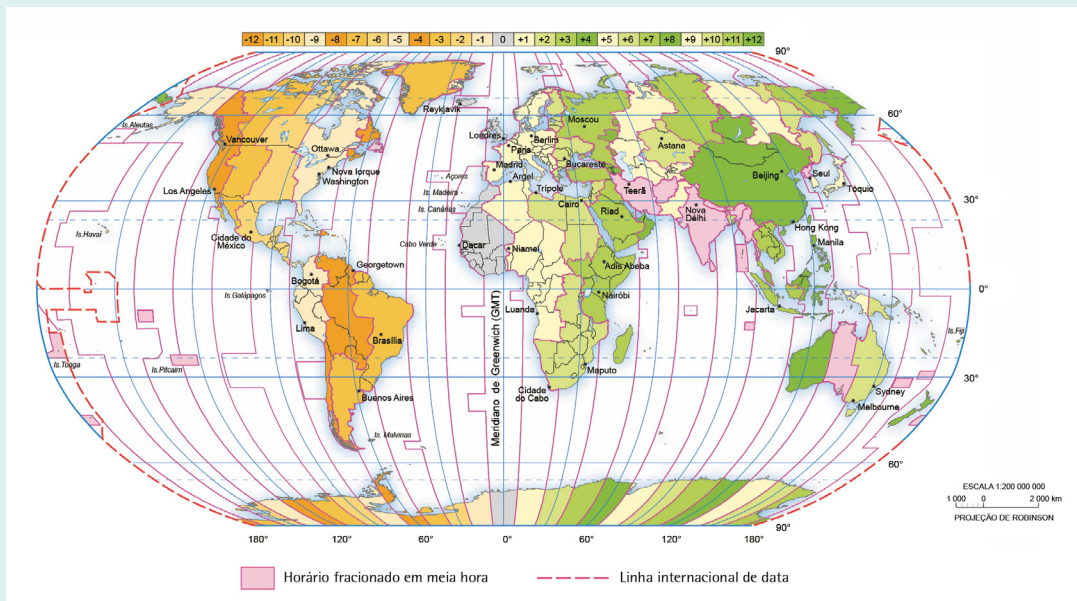 -12 -11 -10 -9 -8 -7 -6 -5 -4 -3 -2 -1 0 +1 +2 +3 +4 +5 +6 +7 +8 +9 +10 +11 +12
90°
60°
30°
0°
30°
60°
90°
Is.Aleutas
Vancouver
Ottawa
Nova Iorque
Washington
Los Angeles
Is.Havaí
Cidade do
México
Georgetown
Bogotá
Is.Galápagos
Lima
Brasília
Is.Tonga
Is.Pitcairn
Buenos Aires
Is. Malvinas
Reykjavik
Londres
Paris
Berlim
Moscou
Astana
Madrid
Bucareste
Açores
Argel
Is. Madeira
Trípole
Is. Canárias
Cairo
Teerã
Riad
Nova
Délhi
Beijing
Seul
Tóquio
Hong Kong
Manila
Cabo Verde
Dacar
Niamei
Adis Abeba
Nairóbi
Luanda
Jacarta
Is.Fiji
Maputo
Cidade
do Cabo
Sydney
Melbourne
Meridiano de Greenwich (GMT)
180° 120° 60° 0° 60° 120° 180°
ESCALA 1:200 000 000
1 000 0 2 000 km
PROJEÇÃO DE ROBINSON
Horário fracionado em meia hora
Linha internacional de data